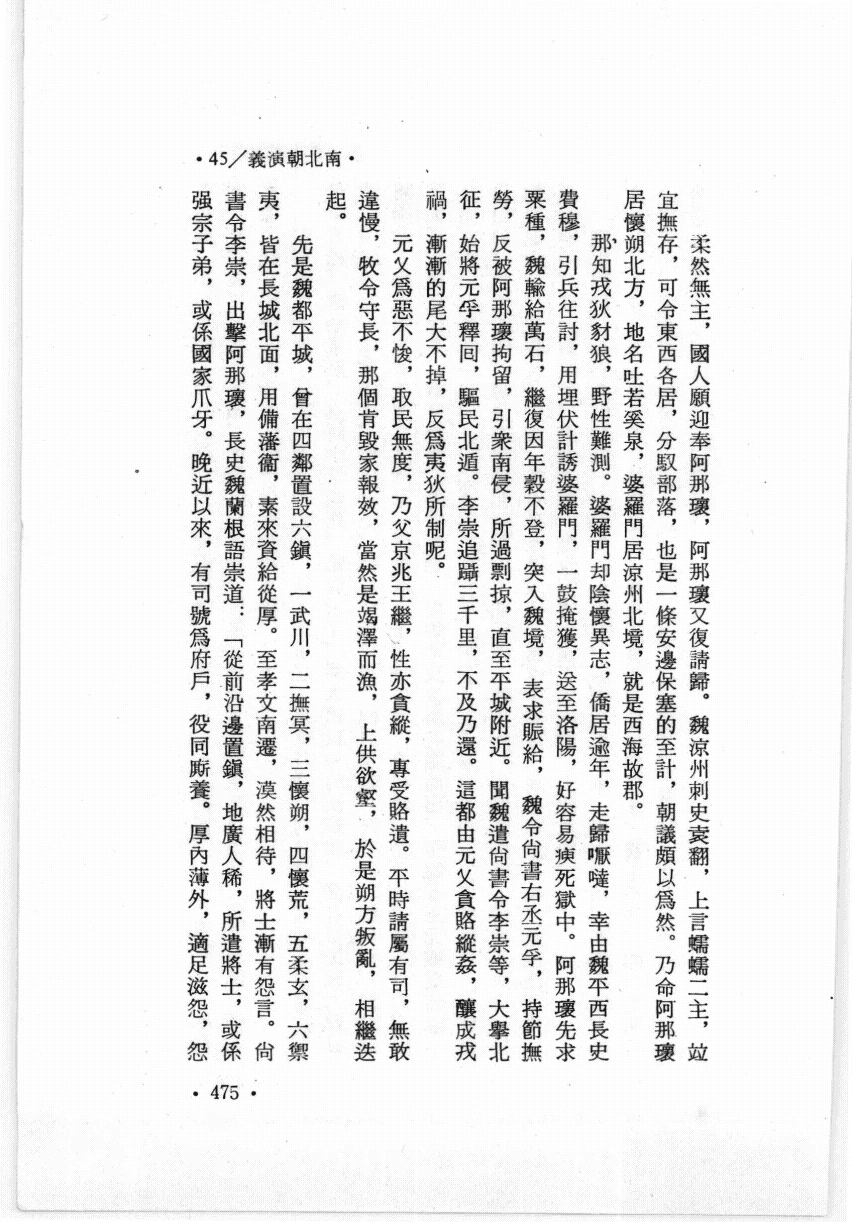 •南北朝演義/45•
柔然無主，國人願迎奉阿那瓌，阿那瓌又復請歸。魏涼州刺史袁翻，上言蠕蠕二主，竝
宜撫存，可令東西各居，分馭部落，也是一條安邊保塞的至計，朝議頗以爲然。乃命阿那瓌
居懷朔北方，地名吐若奚泉，婆羅門居涼州北境，就是西海故郡。
那知戎狄豺狼，野性難測。婆羅門却陰懷異志，僑居逾年，走歸嚈噠，幸由魏平西長史
費穆，引兵往討，用埋伏計誘婆羅門，一鼓掩獲，送至洛陽，好容易瘐死獄中。阿那瓌先求
粟種，魏輸給萬石，繼復因年穀不登，突入魏境，表求賑給，魏令尙書右丞元孚，持節撫
勞，反被阿那瓌拘留，引衆南侵，所過剽掠，直至平城附近。聞魏遣尙書令李崇等，大擧北
征，始將元孚釋囘，驅民北遁。李崇追躡三千里，不及乃還。這都由元乂貪賂縱姦，釀成戎
禍，漸漸的尾大不掉，反爲夷狄所制呢。
元乂爲惡不悛，取民無度，乃父京兆王繼，性亦貪縱，專受賂遺。平時請屬有司，無敢
違慢，牧令守長，那個肯毀家報效，當然是竭澤而漁，上供欲壑，於是朔方叛亂，相繼迭
起。
先是魏都平城，曾在四鄰置設六鎭，一武川，二撫冥，三懷朔，四懷荒，五柔玄，六禦
夷，皆在長城北面，用備藩衞，素來資給從厚。至孝文南遷，漠然相待，將士漸有怨言。尙
書令李崇，出擊阿那瓌，長史魏蘭根語崇道：「從前沿邊置鎭，地廣人稀，所遣將士，或係
强宗子弟，或係國家爪牙。晚近以來，有司號爲府戶，役同廝養。厚內薄外，適足滋怨，怨
•475•